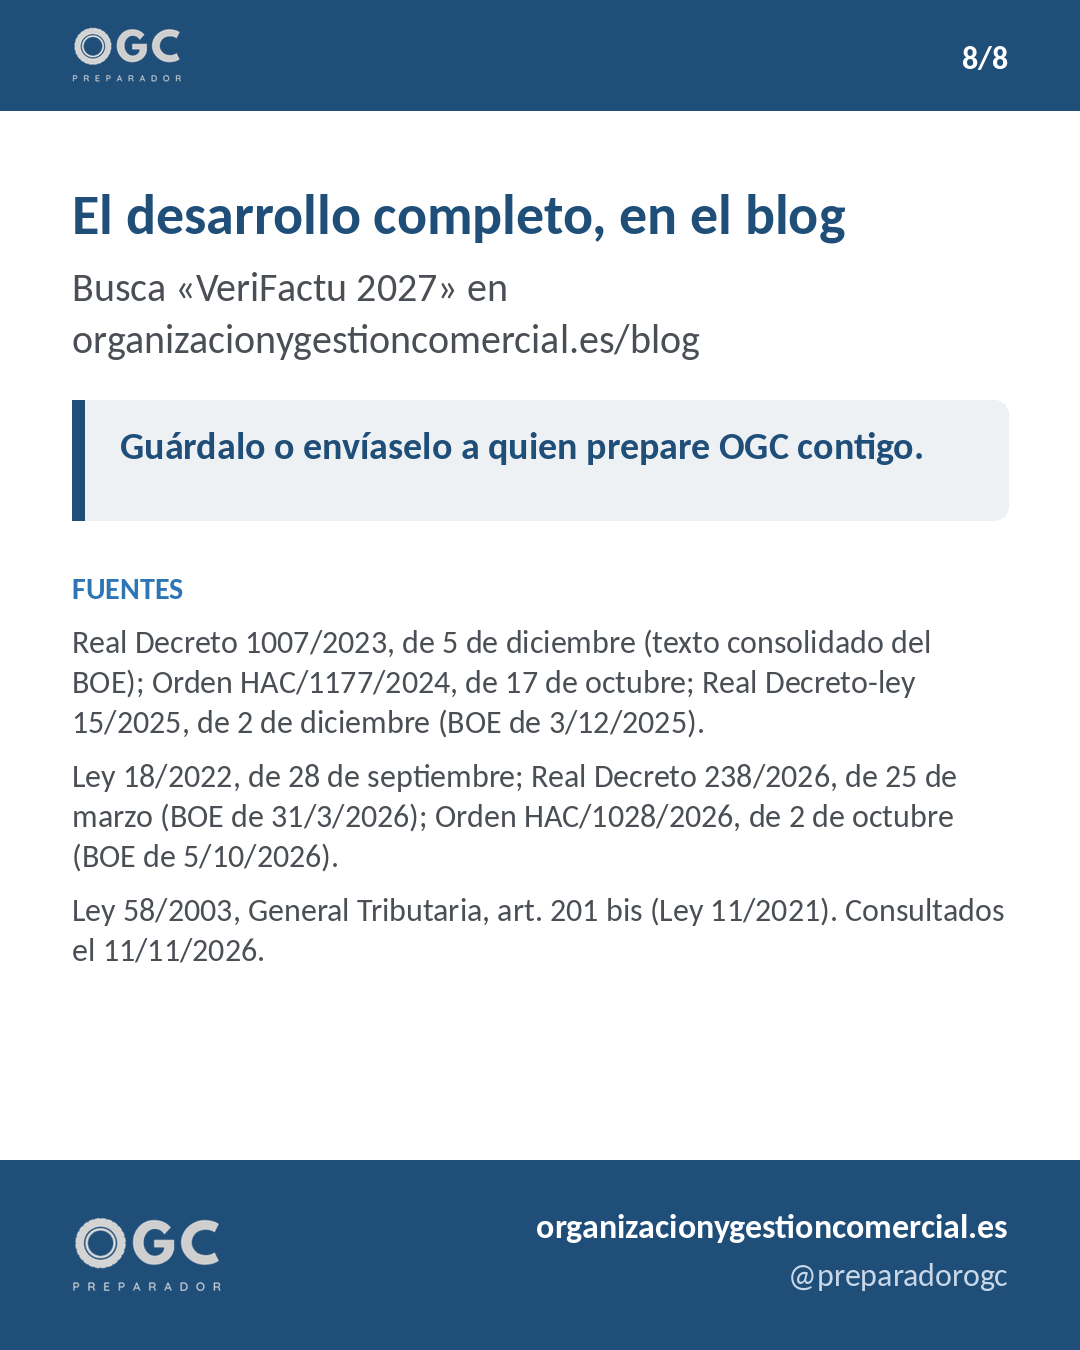 OGC
PREPARADOR
8/8
El desarrollo completo, en el blog
Busca «VeriFactu 2027» en
organizacionygestioncomercial.es/blog
Guárdalo o envíaselo a quien prepare OGC contigo.
FUENTES
Real Decreto 1007/2023, de 5 de diciembre (texto consolidado del
BOE); Orden HAC/1177/2024, de 17 de octubre; Real Decreto-ley
15/2025, de 2 de diciembre (BOE de 3/12/2025).
Ley 18/2022, de 28 de septiembre; Real Decreto 238/2026, de 25 de
marzo (BOE de 31/3/2026); Orden HAC/1028/2026, de 2 de octubre
(BOE de 5/10/2026).
Ley 58/2003, General Tributaria, art. 201 bis (Ley 11/2021). Consultados
el 11/11/2026.
OGC
PREPARADOR
organizacionygestioncomercial.es
@preparadorogc